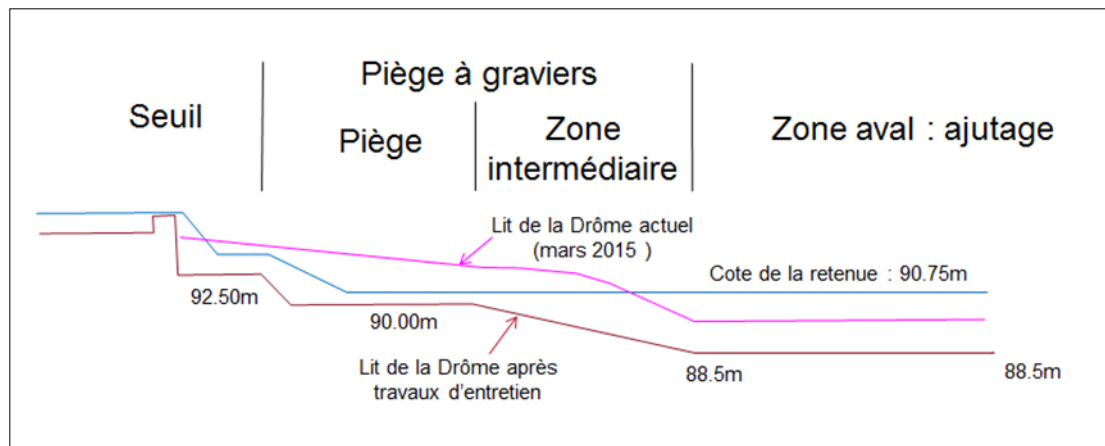 Piège à graviers
Seuil
Piège
Zone
intermédiaire
Zone aval : ajutage
Lit de la Drôme actuel
(mars 2015 )
Cote de la retenue : 90.75m
92.50m
90.00m
Lit de la Drôme après
travaux d'entretien
88.5m
88.5m